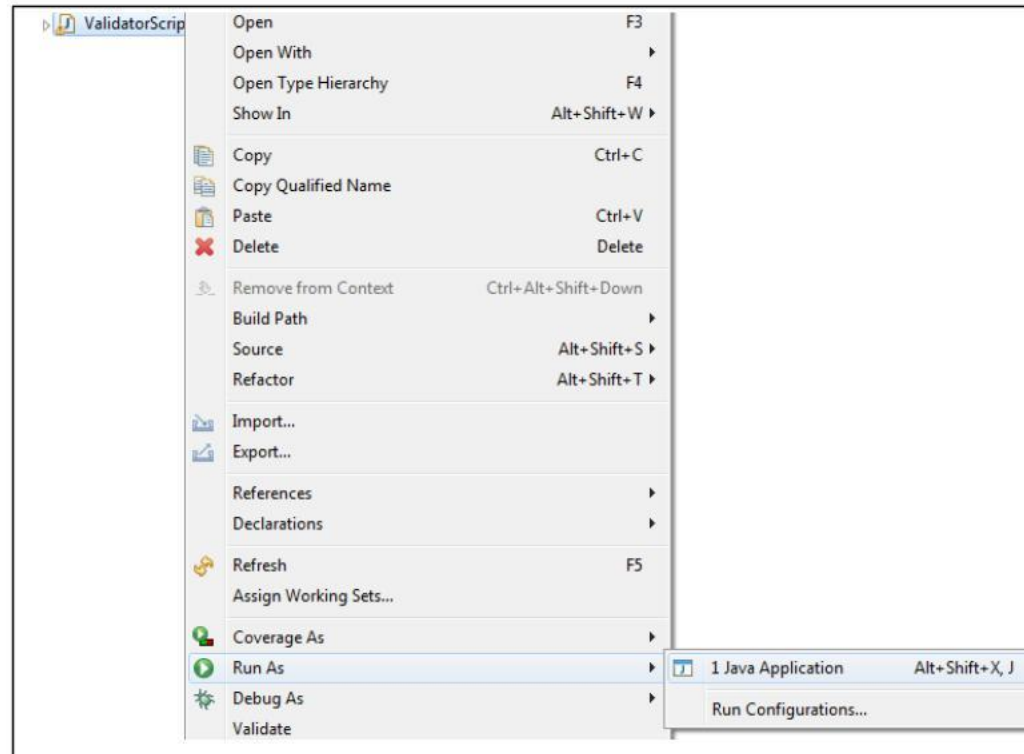 ValidatorScrip
Open F3
Open With
Open Type Hierarchy F4
Show In Alt+Shift+W
Copy Ctrl+C
Copy Qualified Name
Paste Ctrl+V
Delete Delete
Remove from Context Ctrl+Alt+Shift+Down
Build Path
Source Alt+Shift+S
Refactor Alt+Shift+T
Import...
Export...
References
Declarations
Refresh F5
Assign Working Sets...
Coverage As
Run As
1 Java Application Alt+Shift+X, J
Debug As
Run Configurations...
Validate